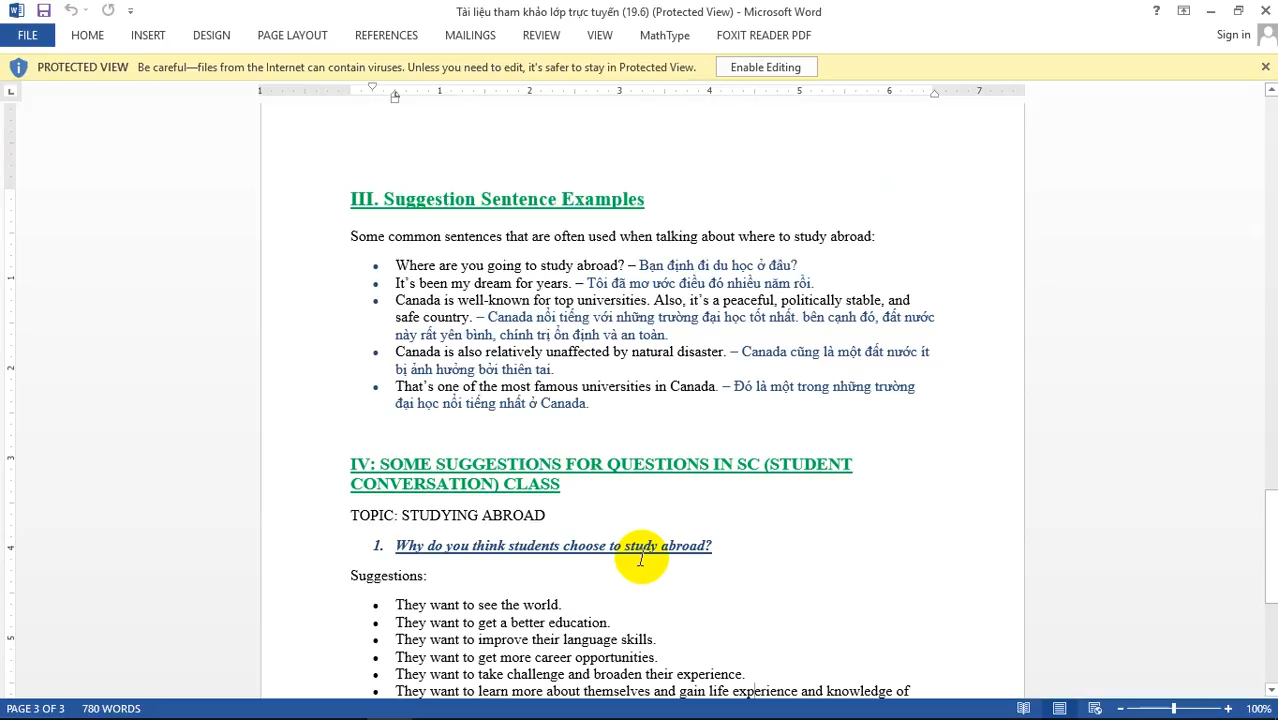 Tài liệu tham khảo lớp trực tuyến (19.6) (Protected View) - Microsoft Word
FILE HOME INSERT DESIGN PAGE LAYOUT REFERENCES MAILINGS REVIEW VIEW MathType FOXIT READER PDF Sign in
PROTECTED VIEW Be careful—files from the Internet can contain viruses. Unless you need to edit, it's safer to stay in Protected View. Enable Editing
1 1 2 3 4 5 6 7
III. Suggestion Sentence Examples
Some common sentences that are often used when talking about where to study abroad:
• Where are you going to study abroad? – Bạn định đi du học ở đâu?
• It’s been my dream for years. – Tôi đã mơ ước điều đó nhiều năm rồi.
• Canada is well-known for top universities. Also, it’s a peaceful, politically stable, and
safe country. – Canada nổi tiếng với những trường đại học tốt nhất. bên cạnh đó, đất nước
này rất yên bình, chính trị ổn định và an toàn.
• Canada is also relatively unaffected by natural disaster. – Canada cũng là một đất nước ít
bị ảnh hưởng bởi thiên tai.
• That’s one of the most famous universities in Canada. – Đó là một trong những trường
đại học nổi tiếng nhất ở Canada.
IV: SOME SUGGESTIONS FOR QUESTIONS IN SC (STUDENT
CONVERSATION) CLASS
TOPIC: STUDYING ABROAD
1. Why do you think students choose to study abroad?
Suggestions:
• They want to see the world.
• They want to get a better education.
• They want to improve their language skills.
• They want to get more career opportunities.
• They want to take challenge and broaden their experience.
• They want to learn more about themselves and gain life experience and knowledge of
1
2
3
4
5
PAGE 3 OF 3 780 WORDS 100%